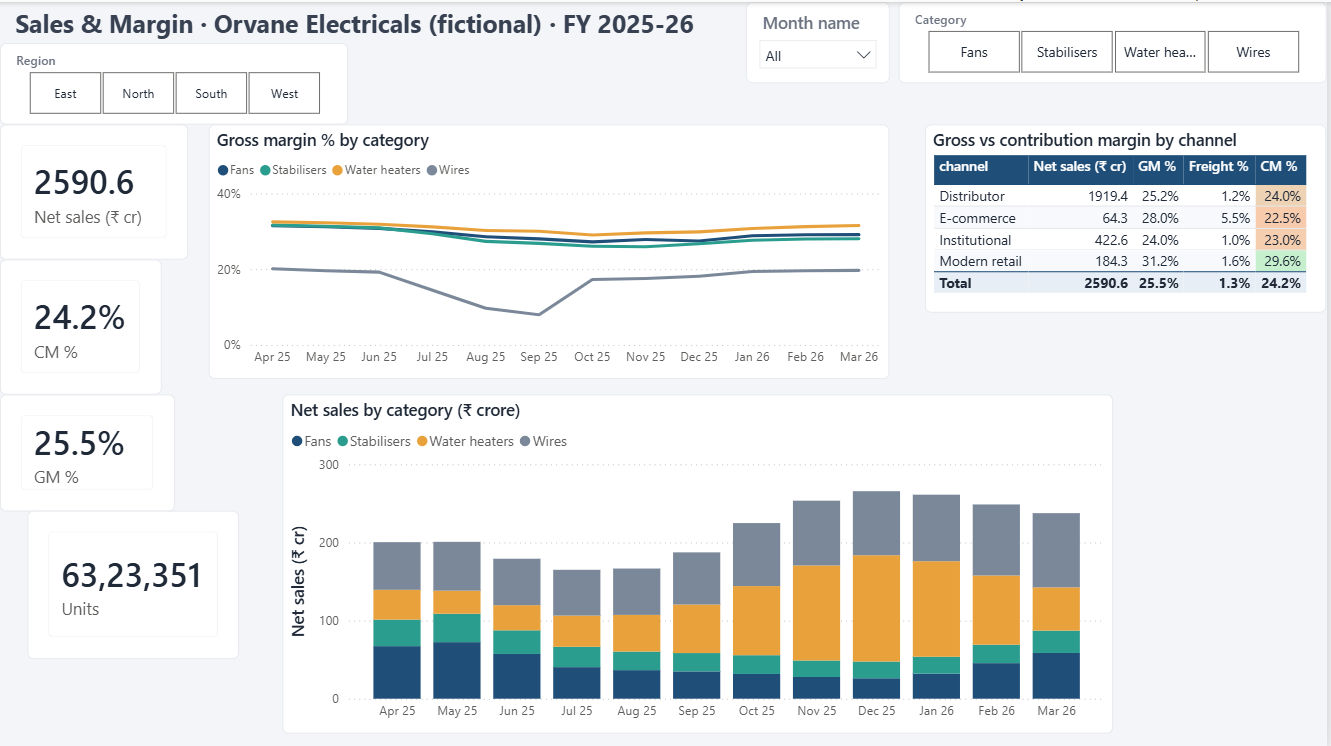 Sales & Margin · Orvane Electricals (fictional) · FY 2025-26
Month name
All
Category
Fans
Stabilisers
Water hea...
Wires
Region
East
North
South
West
2590.6
Net sales (₹ cr)
24.2%
CM %
25.5%
GM %
63,23,351
Units
Gross margin % by category
Fans Stabilisers Water heaters Wires
40%
20%
0%
Apr 25 May 25 Jun 25 Jul 25 Aug 25 Sep 25 Oct 25 Nov 25 Dec 25 Jan 26 Feb 26 Mar 26
Gross vs contribution margin by channel
channel Net sales (₹ cr) GM % Freight % CM %
Distributor 1919.4 25.2% 1.2% 24.0%
E-commerce 64.3 28.0% 5.5% 22.5%
Institutional 422.6 24.0% 1.0% 23.0%
Modern retail 184.3 31.2% 1.6% 29.6%
Total 2590.6 25.5% 1.3% 24.2%
Net sales by category (₹ crore)
Fans Stabilisers Water heaters Wires
Net sales (₹ cr)
300
200
100
0
Apr 25 May 25 Jun 25 Jul 25 Aug 25 Sep 25 Oct 25 Nov 25 Dec 25 Jan 26 Feb 26 Mar 26